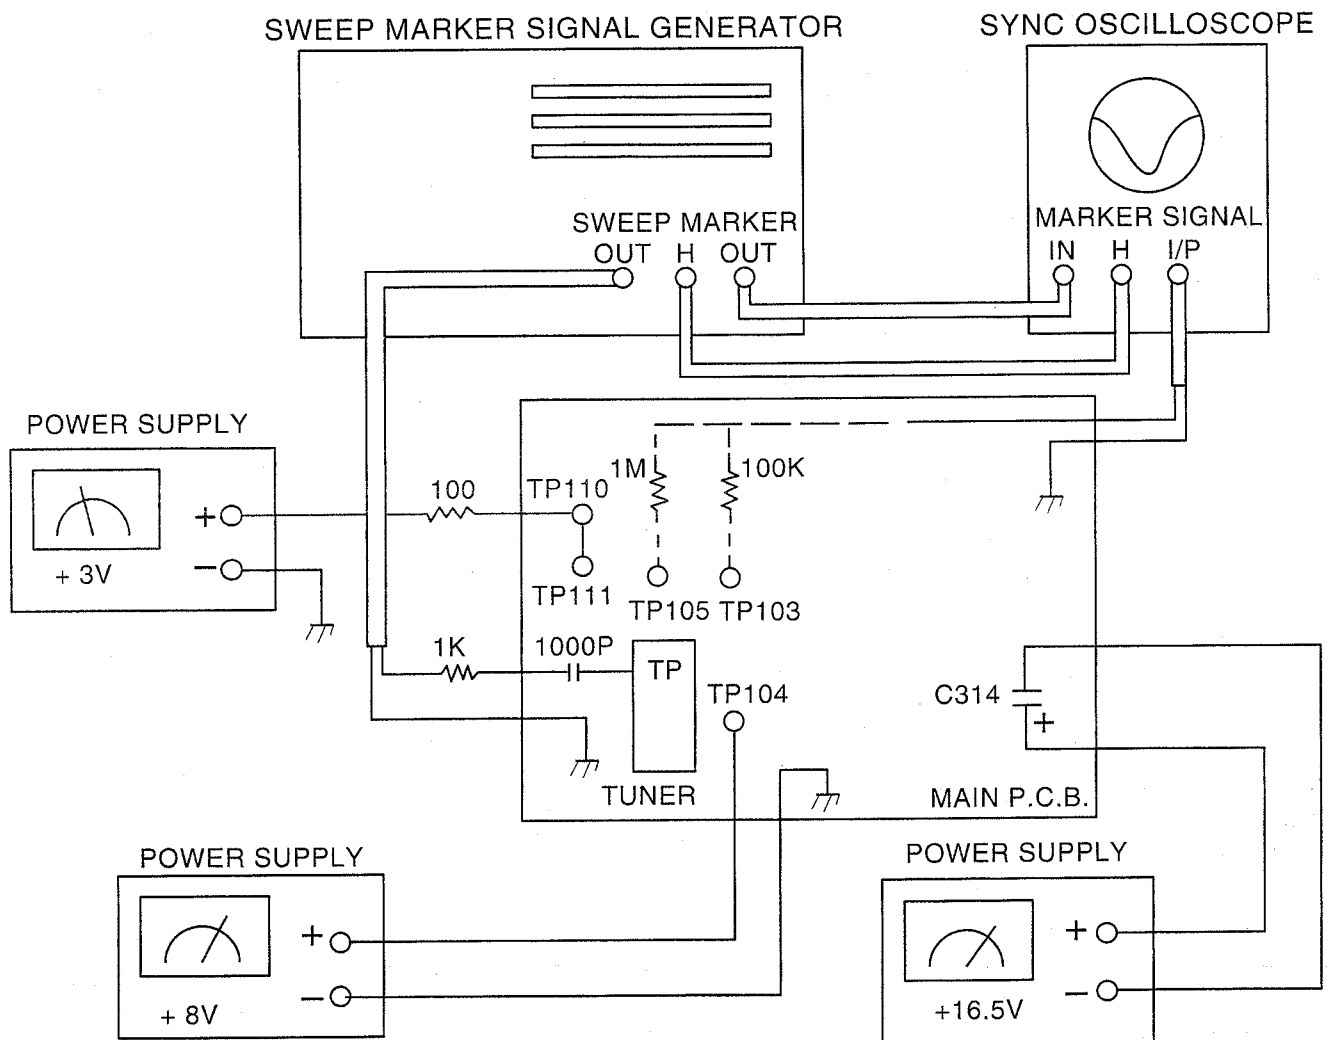 SWEEP MARKER SIGNAL GENERATOR
SYNC OSCILLOSCOPE
SWEEP MARKER
OUT H OUT
MARKER SIGNAL
IN H I/P
POWER SUPPLY
+
−
+ 3V
100
TP110
TP111
1M
100K
TP105
TP103
1K
1000P
TP
TUNER
TP104
C314
+
MAIN P.C.B.
POWER SUPPLY
+
−
+ 8V
POWER SUPPLY
+
−
+16.5V